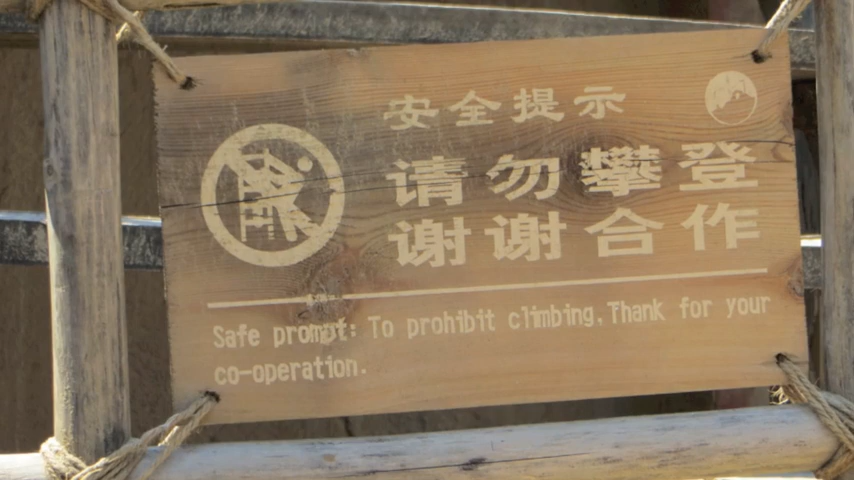 安全提示
请勿攀登
谢谢合作
Safe prompt: To prohibit climbing,Thank for your
co-operation.